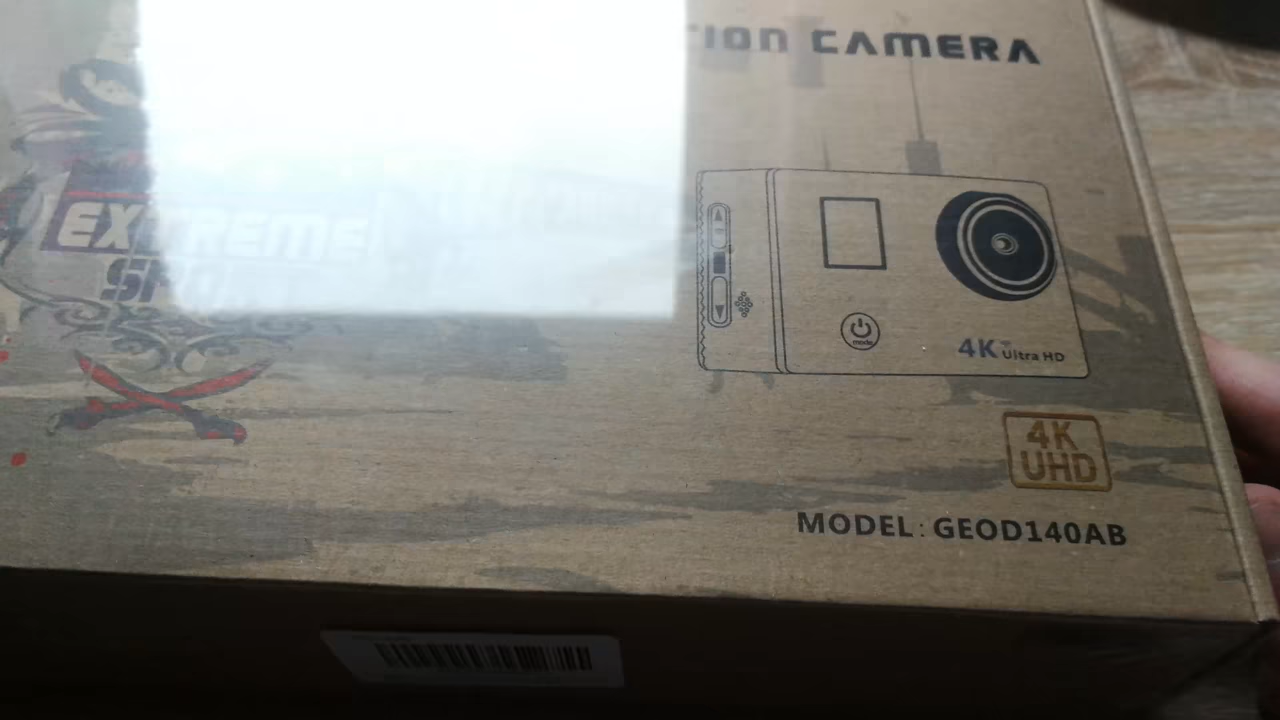 TION CAMERA
EXTREME
mode
4K Ultra HD
4K
UHD
MODEL: GEOD140AB